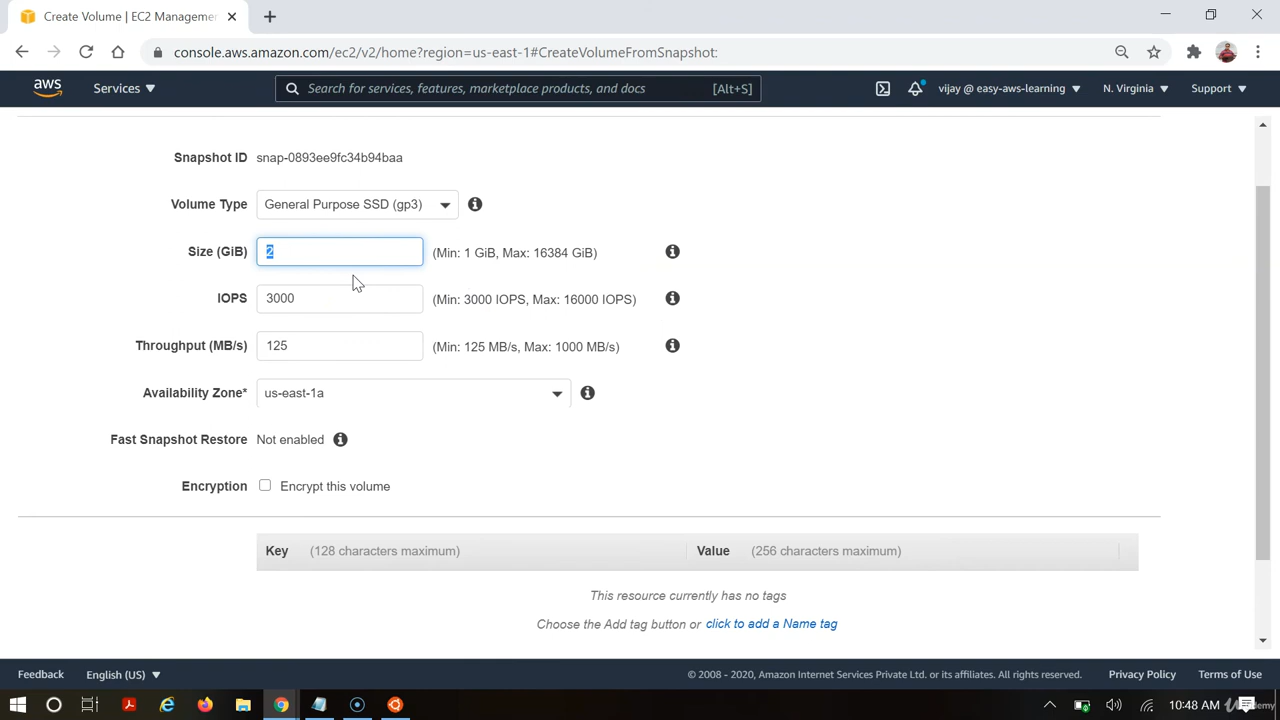 Create Volume | EC2 Managemen
console.aws.amazon.com/ec2/v2/home?region=us-east-1#CreateVolumeFromSnapshot:
aws Services Search for services, features, marketplace products, and docs [Alt+S] vijay @ easy-aws-learning N. Virginia Support
Snapshot ID snap-0893ee9fc34b94baa
Volume Type General Purpose SSD (gp3)
Size (GiB) 2 (Min: 1 GiB, Max: 16384 GiB)
IOPS 3000 (Min: 3000 IOPS, Max: 16000 IOPS)
Throughput (MB/s) 125 (Min: 125 MB/s, Max: 1000 MB/s)
Availability Zone* us-east-1a
Fast Snapshot Restore Not enabled
Encryption Encrypt this volume
Key (128 characters maximum) Value (256 characters maximum)
This resource currently has no tags
Choose the Add tag button or click to add a Name tag
Feedback English (US) © 2008 - 2020, Amazon Internet Services Private Ltd. or its affiliates. All rights reserved. Privacy Policy Terms of Use
10:48 AM Udemy